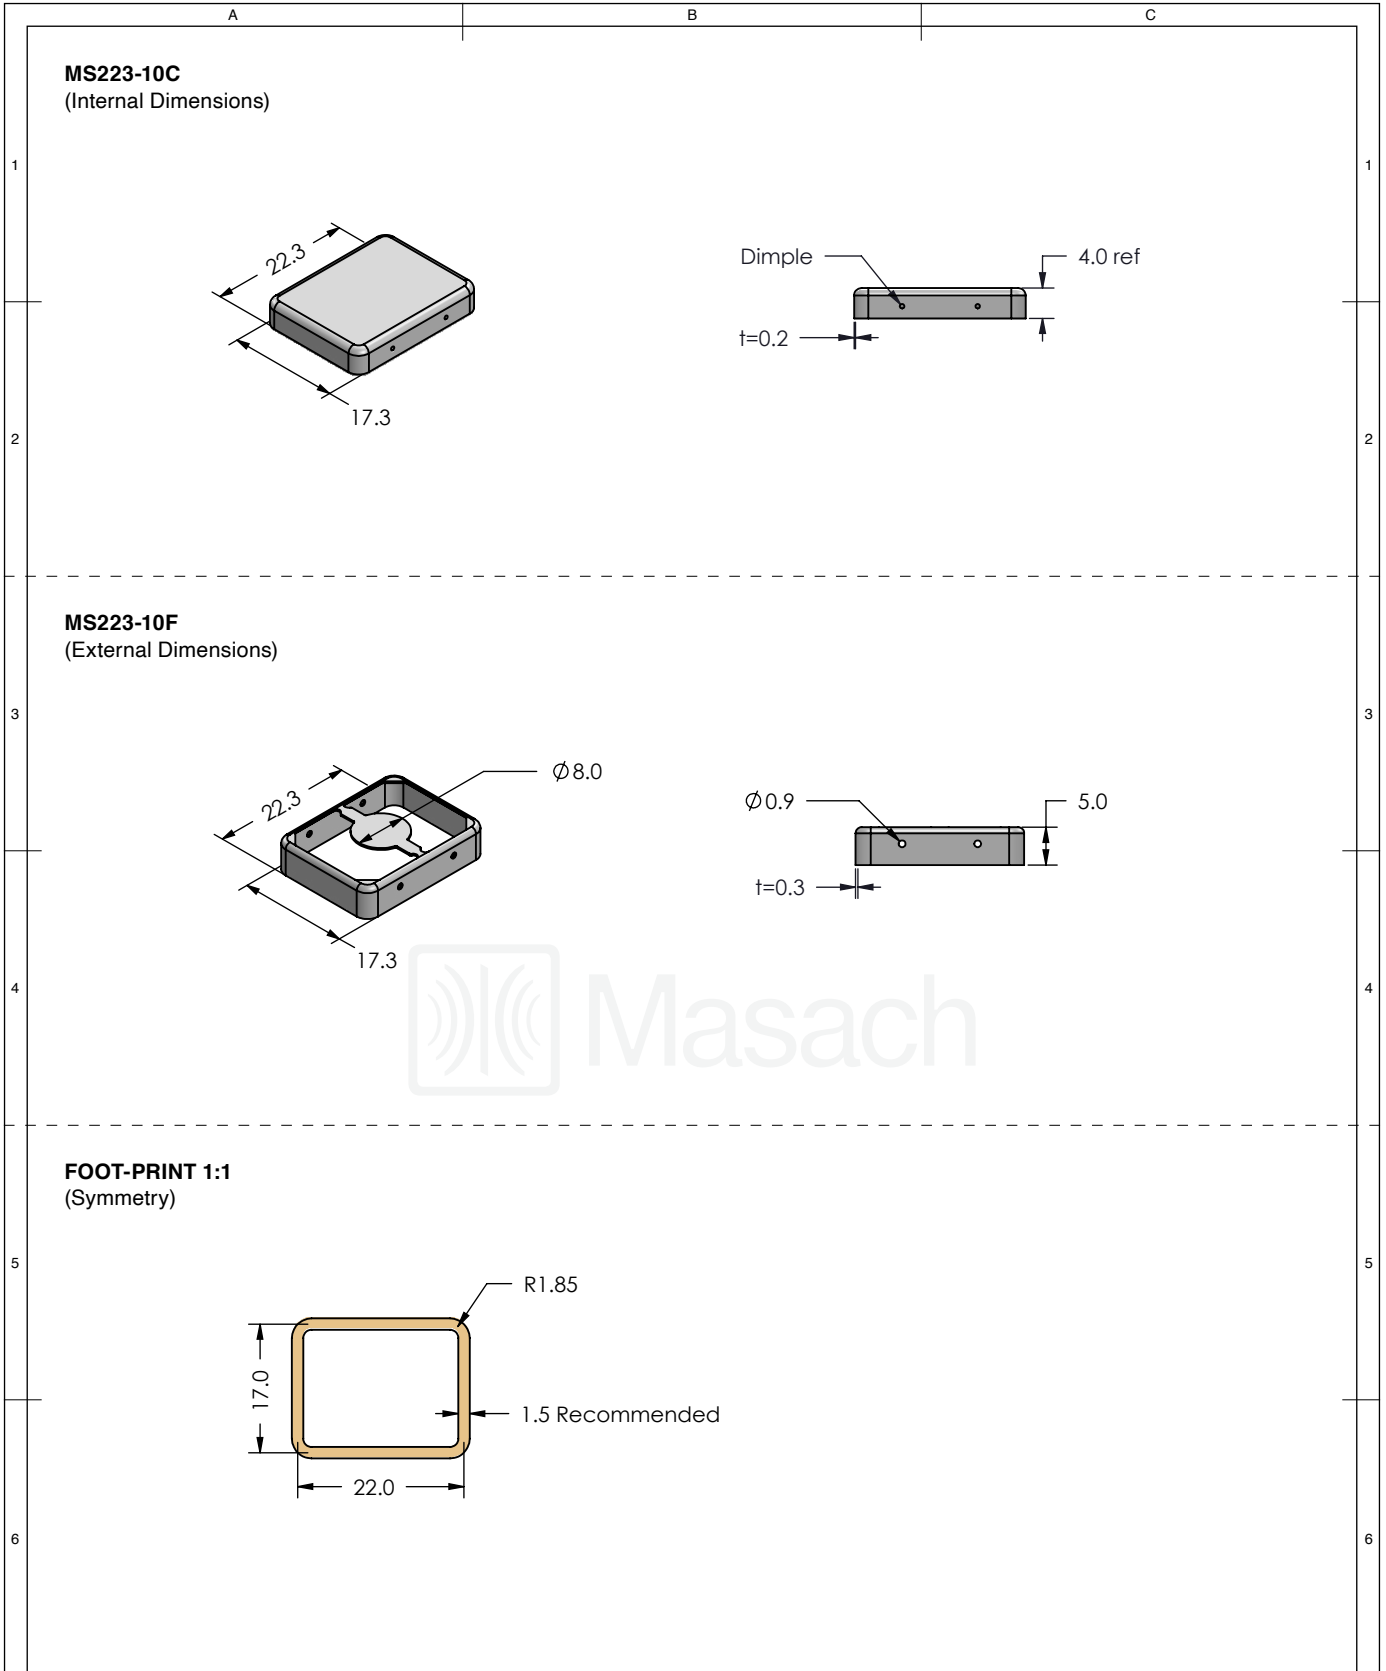 A B C
MS223-10C
(Internal Dimensions)
1 1
22.3
17.3
Dimple
4.0 ref
t=0.2
2 2
MS223-10F
(External Dimensions)
3 3
22.3
Ø8.0
17.3
Ø0.9
5.0
t=0.3
Masach
4 4
FOOT-PRINT 1:1
(Symmetry)
5 5
R1.85
17.0
1.5 Recommended
22.0
6 6